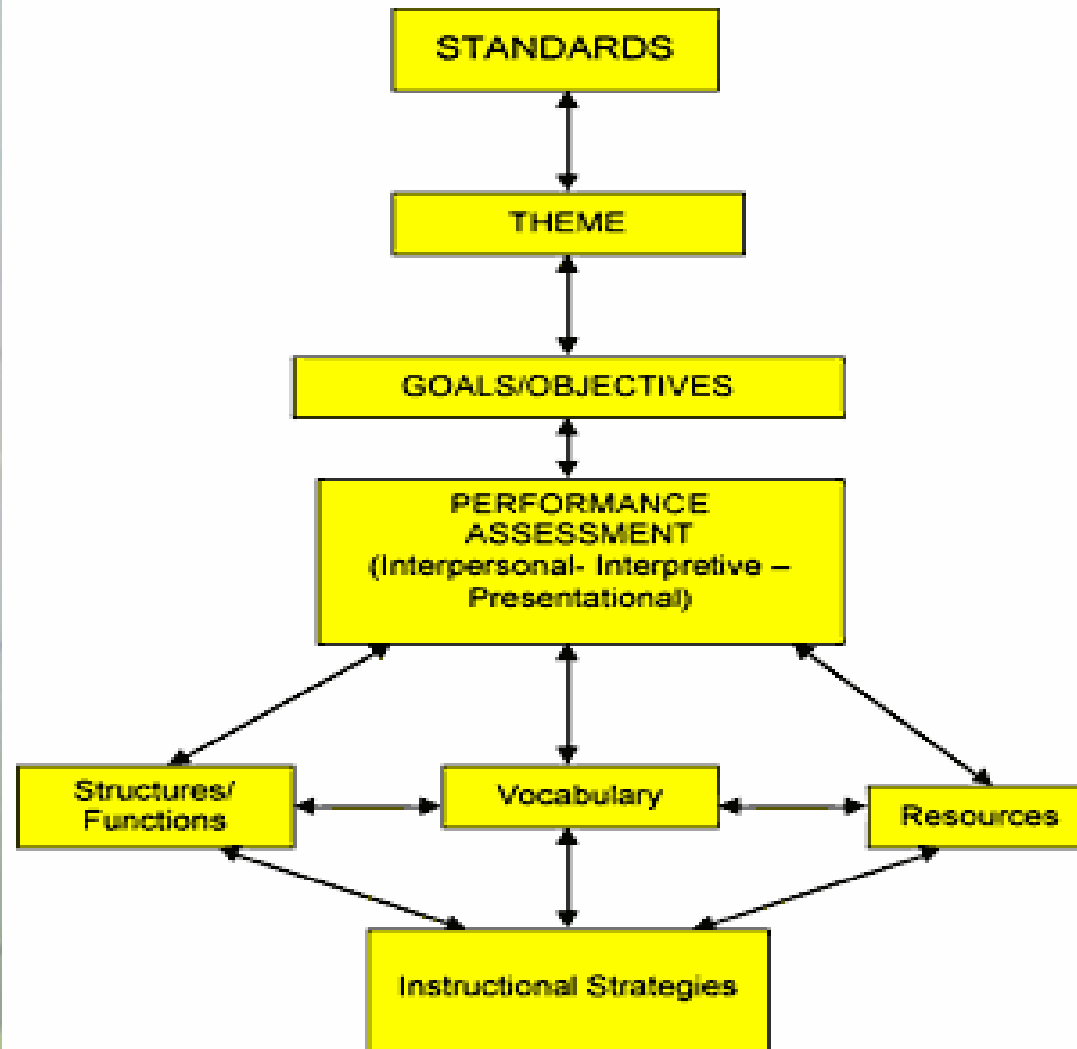 STANDARDS
THEME
GOALS/OBJECTIVES
PERFORMANCE
ASSESSMENT
(Interpersonal- Interpretive –
Presentational)
Structures/
Functions
Vocabulary
Resources
Instructional Strategies